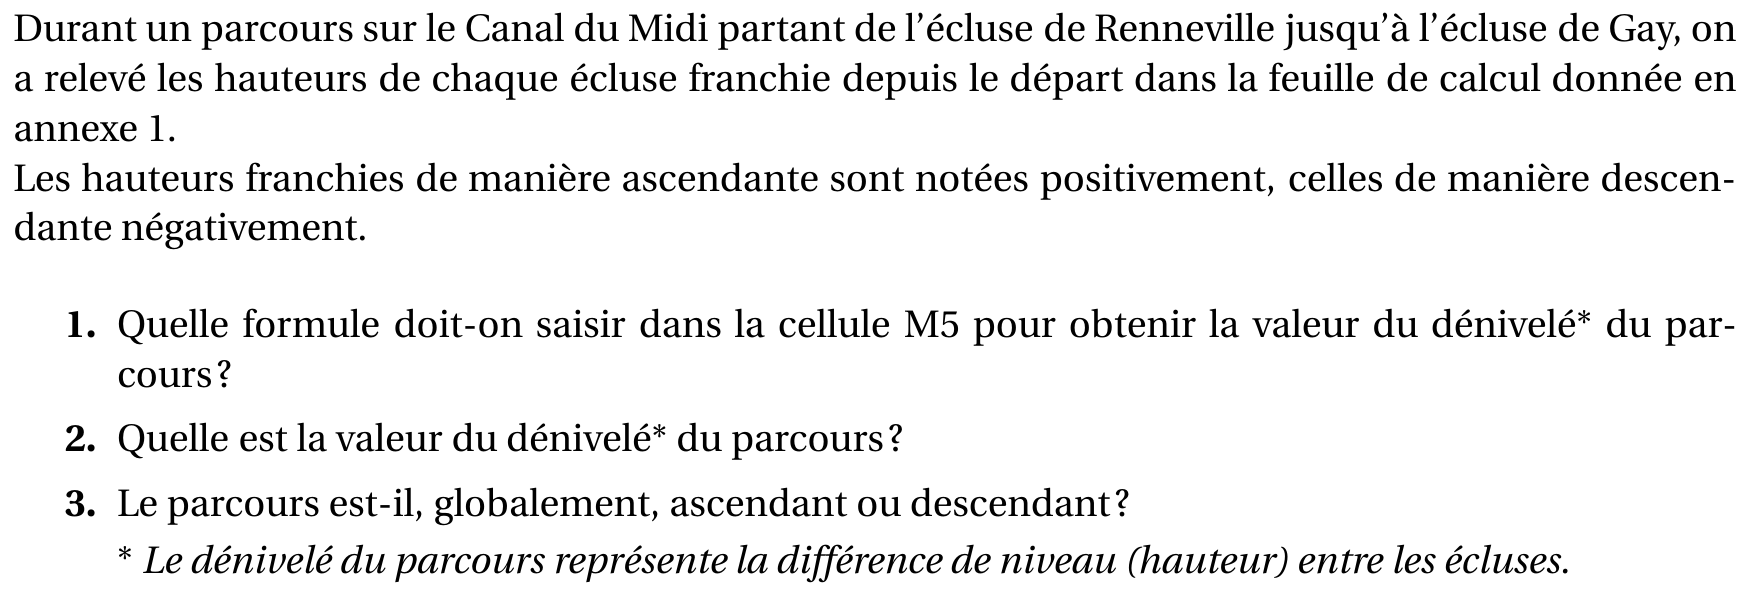 Durant un parcours sur le Canal du Midi partant de l'écluse de Renneville jusqu'à l'écluse de Gay, on
a relevé les hauteurs de chaque écluse franchie depuis le départ dans la feuille de calcul donnée en
annexe 1.
Les hauteurs franchies de manière ascendante sont notées positivement, celles de manière descen-
dante négativement.
1. Quelle formule doit-on saisir dans la cellule M5 pour obtenir la valeur du dénivelé* du par-
cours?
2. Quelle est la valeur du dénivelé* du parcours?
3. Le parcours est-il, globalement, ascendant ou descendant?
* Le dénivelé du parcours représente la différence de niveau (hauteur) entre les écluses.